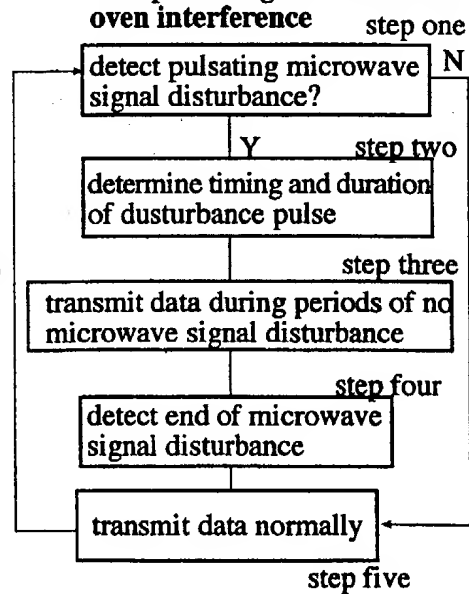 oven interference
step one
detect pulsating microwave
signal disturbance?
N
Y
step two
determine timing and duration
of dusturbance pulse
step three
transmit data during periods of no
microwave signal disturbance
step four
detect end of microwave
signal disturbance
transmit data normally
step five